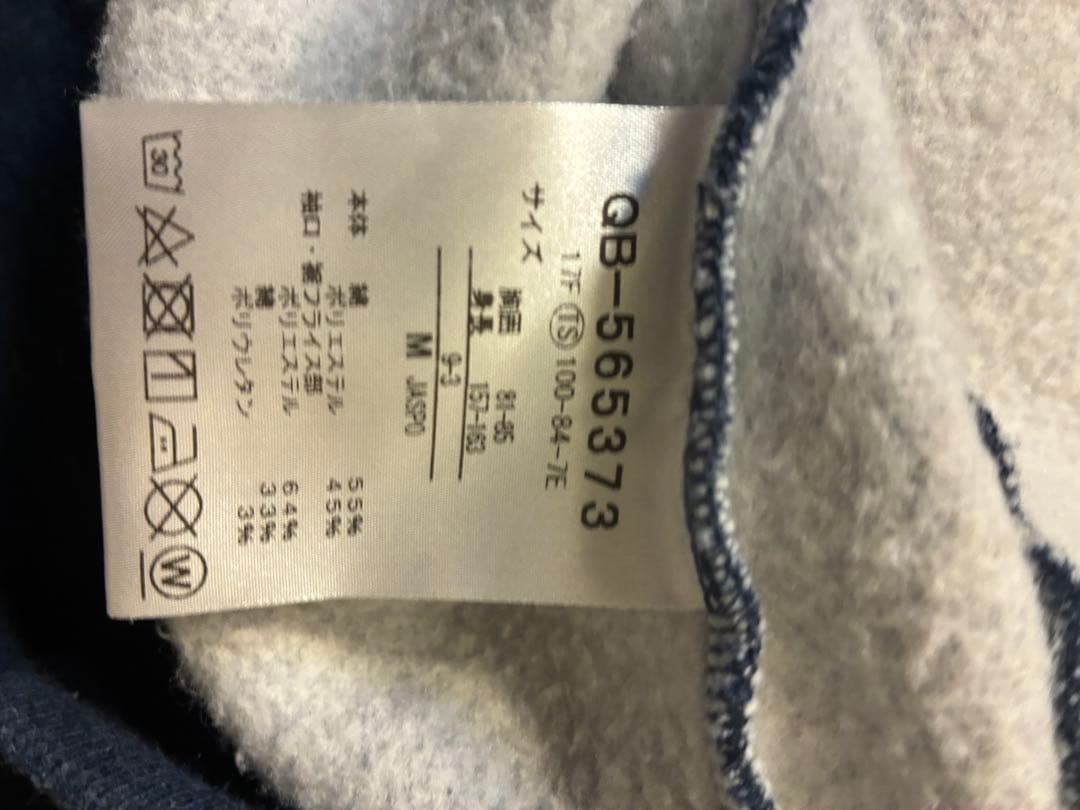 QB-565373
17F TS 100-84-7E
サイズ
胸囲 81-85
身長 157-163
9-3
M JASPO
本体 綿 55%
ポリエステル 45%
袖口・裾フライス部
ポリエステル 64%
綿 33%
ポリウレタン 3%
30
W